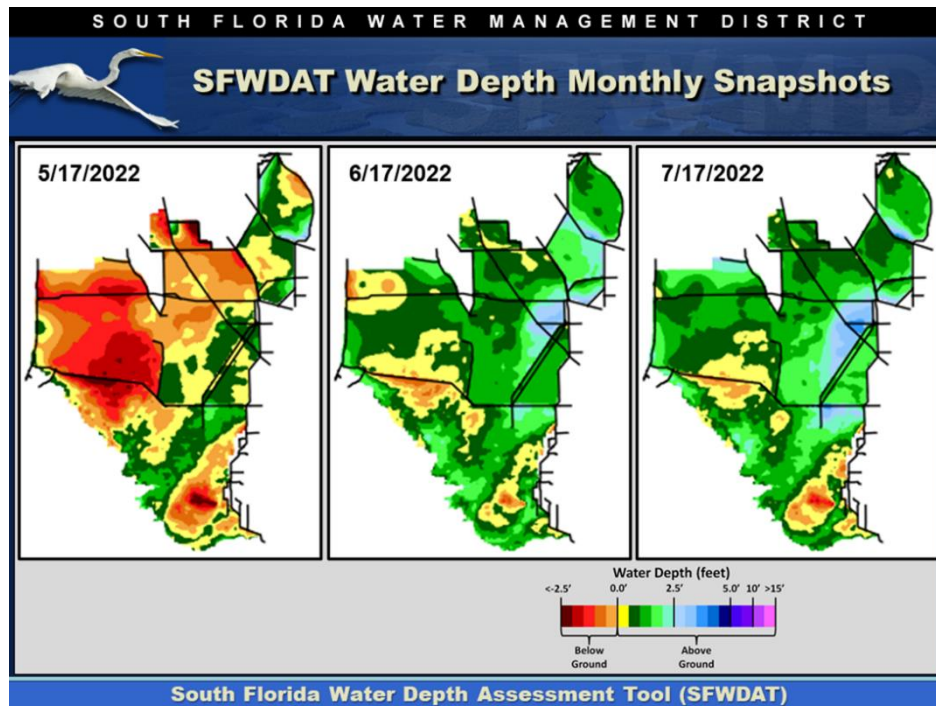 SOUTH FLORIDA WATER MANAGEMENT DISTRICT
SFWDAT Water Depth Monthly Snapshots
5/17/2022
6/17/2022
7/17/2022
Water Depth (feet)
<-2.5' 0.0' 2.5' 5.0' 10' >15'
Below Ground
Above Ground
South Florida Water Depth Assessment Tool (SFWDAT)